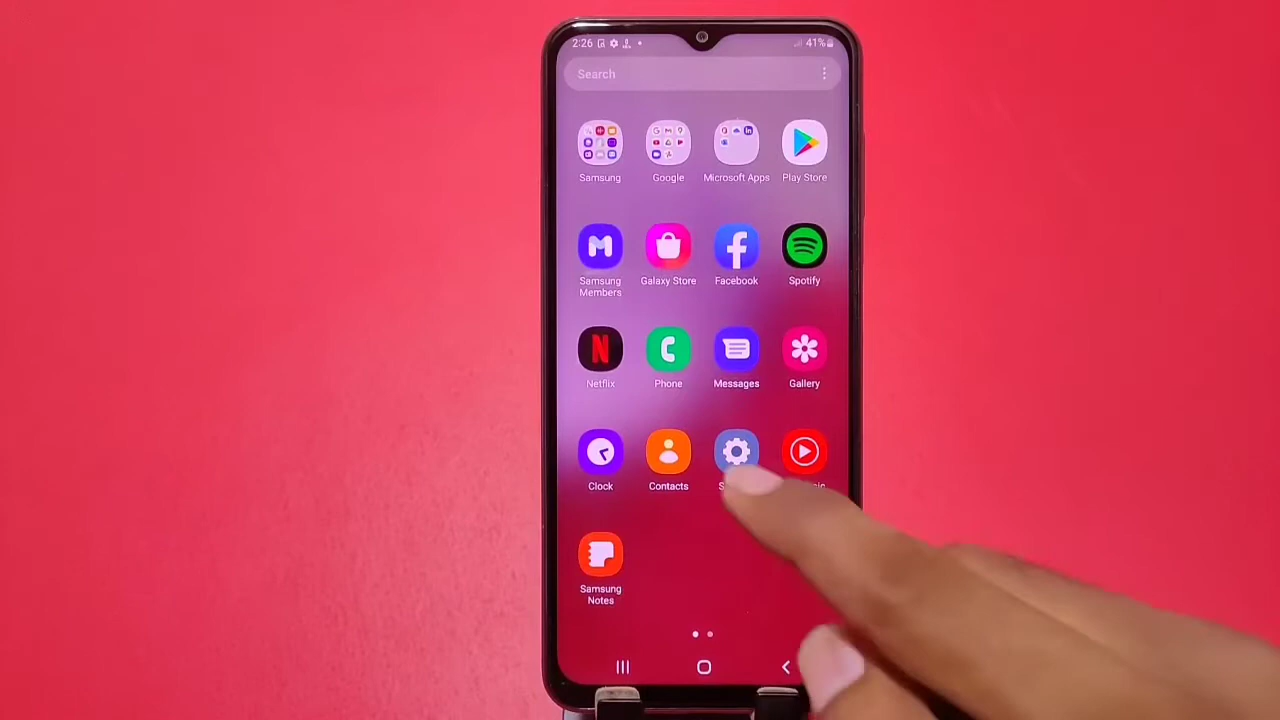 2:26
41%
Search
Samsung
Google
Microsoft Apps
Play Store
Samsung
Members
Galaxy Store
Facebook
Spotify
Netflix
Phone
Messages
Gallery
Clock
Contacts
Samsung
Notes